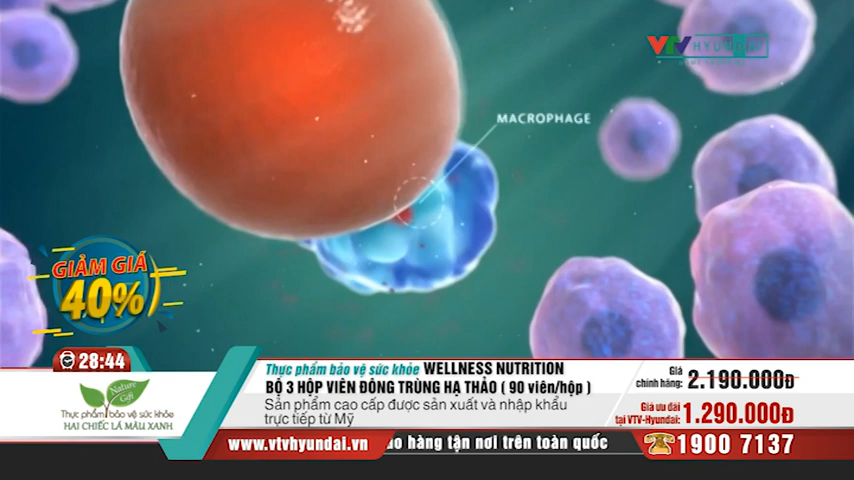 VTV HYUNDAI
MACROPHAGE
GIẢM GIÁ
40%
28:44
Nature Gift
Thực phẩm bảo vệ sức khỏe
HAI CHIẾC LÁ MÀU XANH
Thực phẩm bảo vệ sức khỏe WELLNESS NUTRITION
BỘ 3 HỘP VIÊN ĐÔNG TRÙNG HẠ THẢO ( 90 viên/hộp )
Sản phẩm cao cấp được sản xuất và nhập khẩu
trực tiếp từ Mỹ
Giá
chính hãng:
2.190.000Đ
Giá ưu đãi
tại VTV-Hyundai:
1.290.000Đ
www.vtvhyundai.vn
ao hàng tận nơi trên toàn quốc
1900 7137